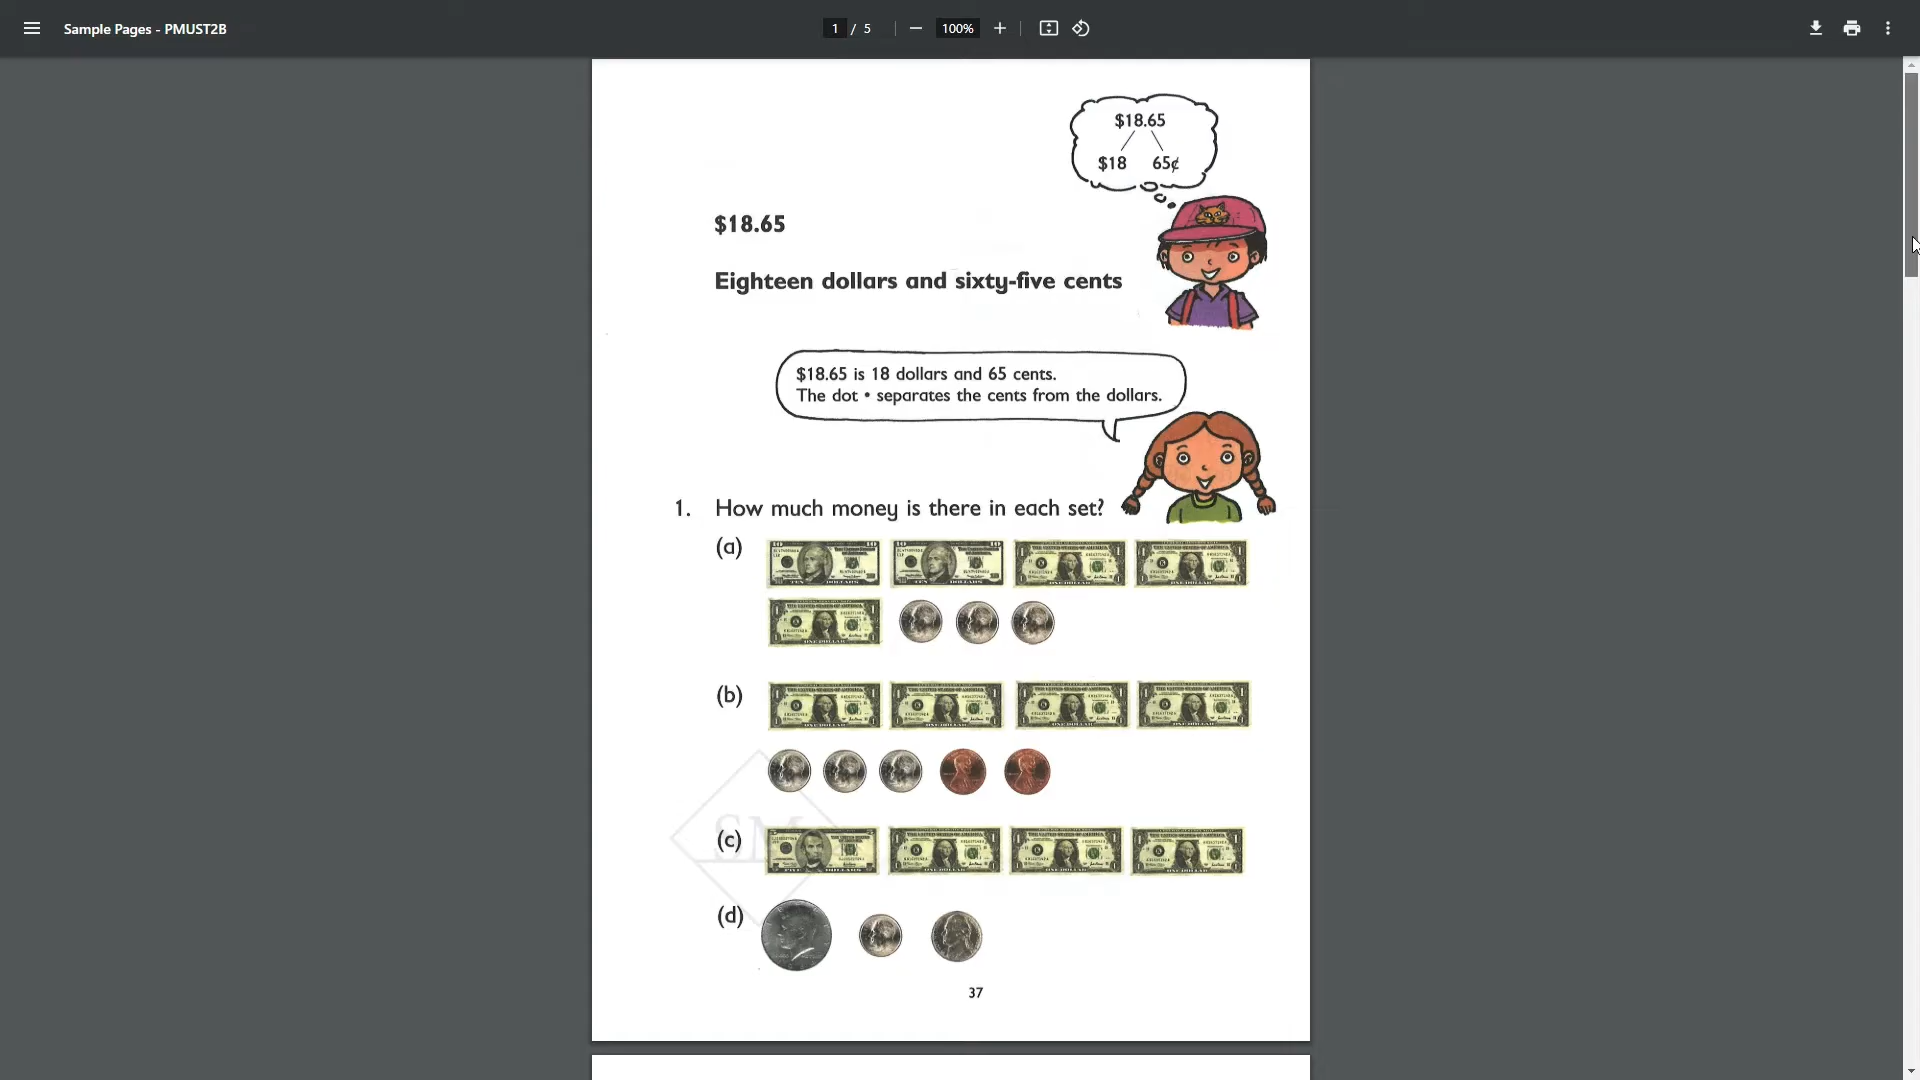 Sample Pages - PMUST2B
1 / 5
100%
$18.65
$18 65¢
$18.65
Eighteen dollars and sixty-five cents
$18.65 is 18 dollars and 65 cents.
The dot • separates the cents from the dollars.
1. How much money is there in each set?
(a)
(b)
(c)
SM
(d)
37